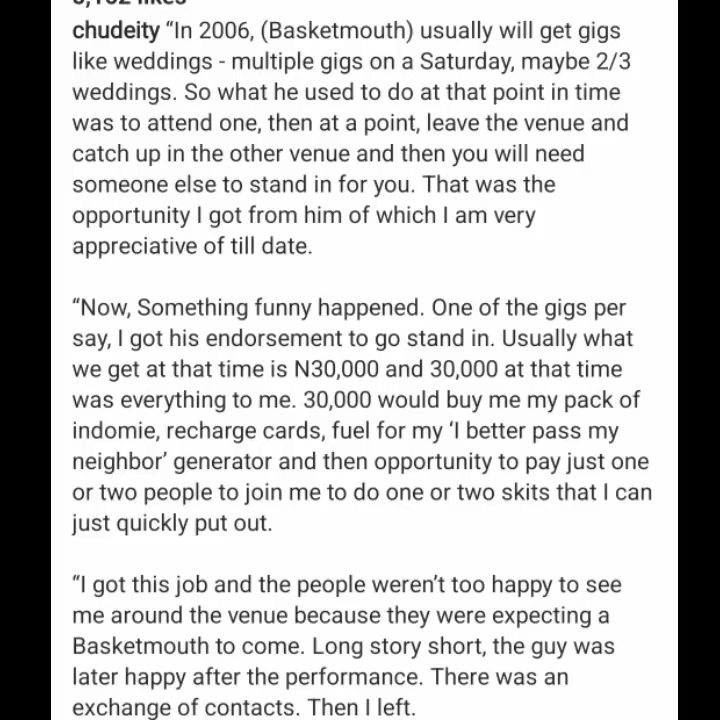 chudeity “In 2006, (Basketmouth) usually will get gigs
like weddings - multiple gigs on a Saturday, maybe 2/3
weddings. So what he used to do at that point in time
was to attend one, then at a point, leave the venue and
catch up in the other venue and then you will need
someone else to stand in for you. That was the
opportunity I got from him of which I am very
appreciative of till date.
“Now, Something funny happened. One of the gigs per
say, I got his endorsement to go stand in. Usually what
we get at that time is N30,000 and 30,000 at that time
was everything to me. 30,000 would buy me my pack of
indomie, recharge cards, fuel for my ‘I better pass my
neighbor’ generator and then opportunity to pay just one
or two people to join me to do one or two skits that I can
just quickly put out.
“I got this job and the people weren’t too happy to see
me around the venue because they were expecting a
Basketmouth to come. Long story short, the guy was
later happy after the performance. There was an
exchange of contacts. Then I left.